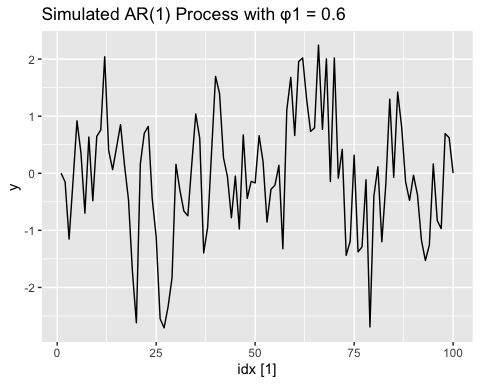 Simulated AR(1) Process with φ1 = 0.6
2
1
0
-1
-2
y
0 25 50 75 100
idx [1]